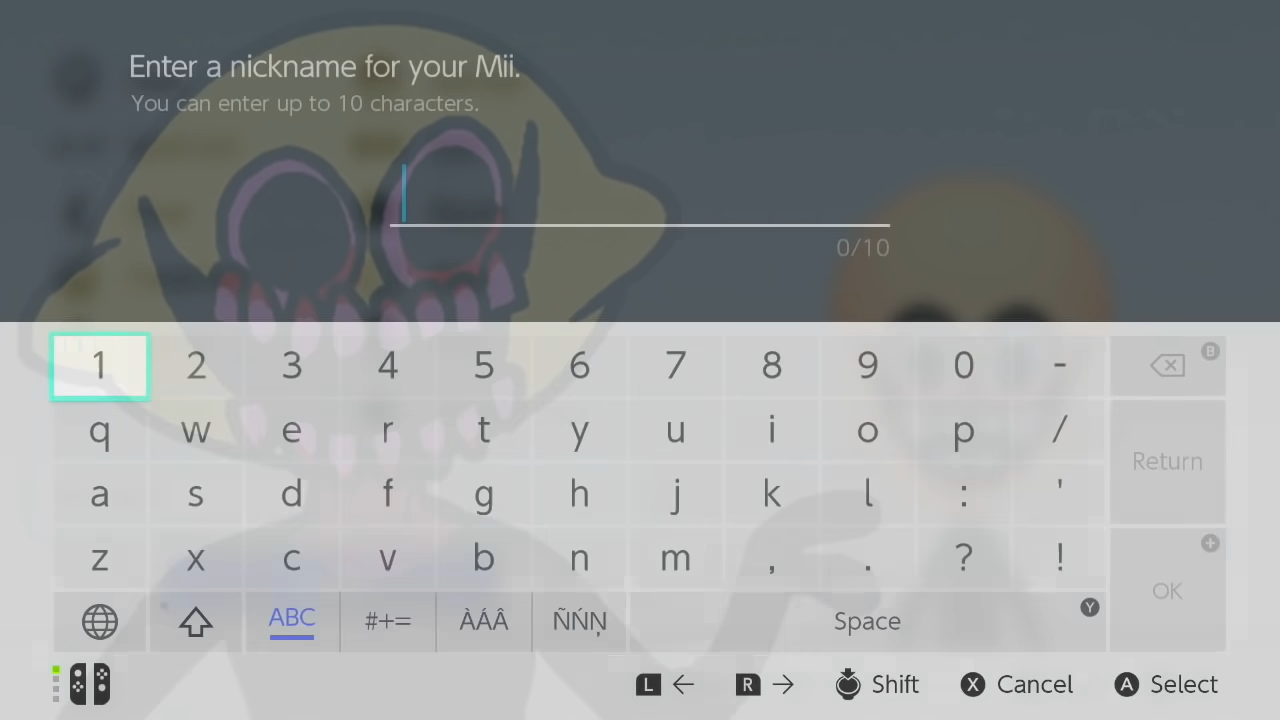 Enter a nickname for your Mii.
You can enter up to 10 characters.
0/10
1 2 3 4 5 6 7 8 9 0 - B
q w e r t y u i o p /
Return
a s d f g h j k l : '
z x c v b n m , . ? ! +
OK
ABC #+= ÀÁÂ ÑŃŅ Space Y
L ← R → Shift X Cancel A Select